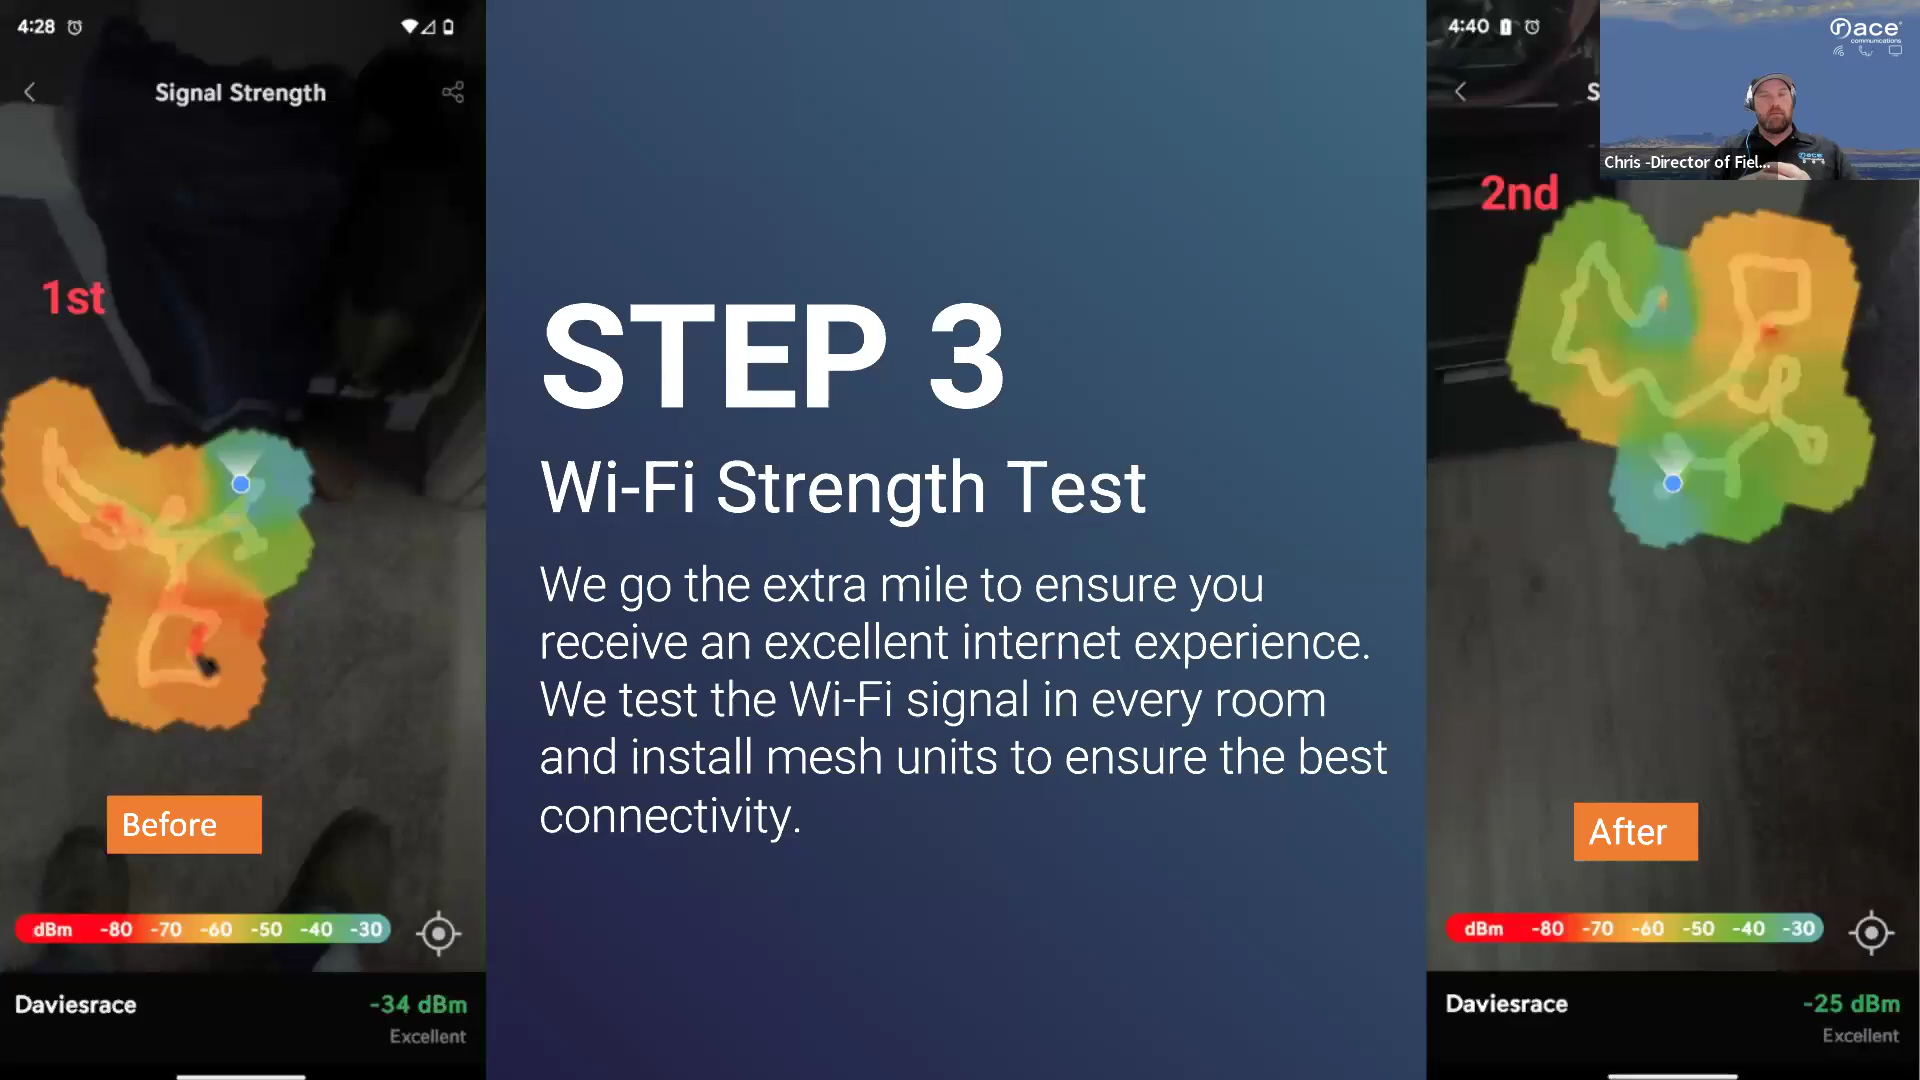 4:28
Signal Strength
1st
Before
dBm -80 -70 -60 -50 -40 -30
Daviesrace -34 dBm
Excellent
STEP 3
Wi-Fi Strength Test
We go the extra mile to ensure you
receive an excellent internet experience.
We test the Wi-Fi signal in every room
and install mesh units to ensure the best
connectivity.
4:40
S
race
communications
Chris -Director of Fiel...
2nd
After
dBm -80 -70 -60 -50 -40 -30
Daviesrace -25 dBm
Excellent